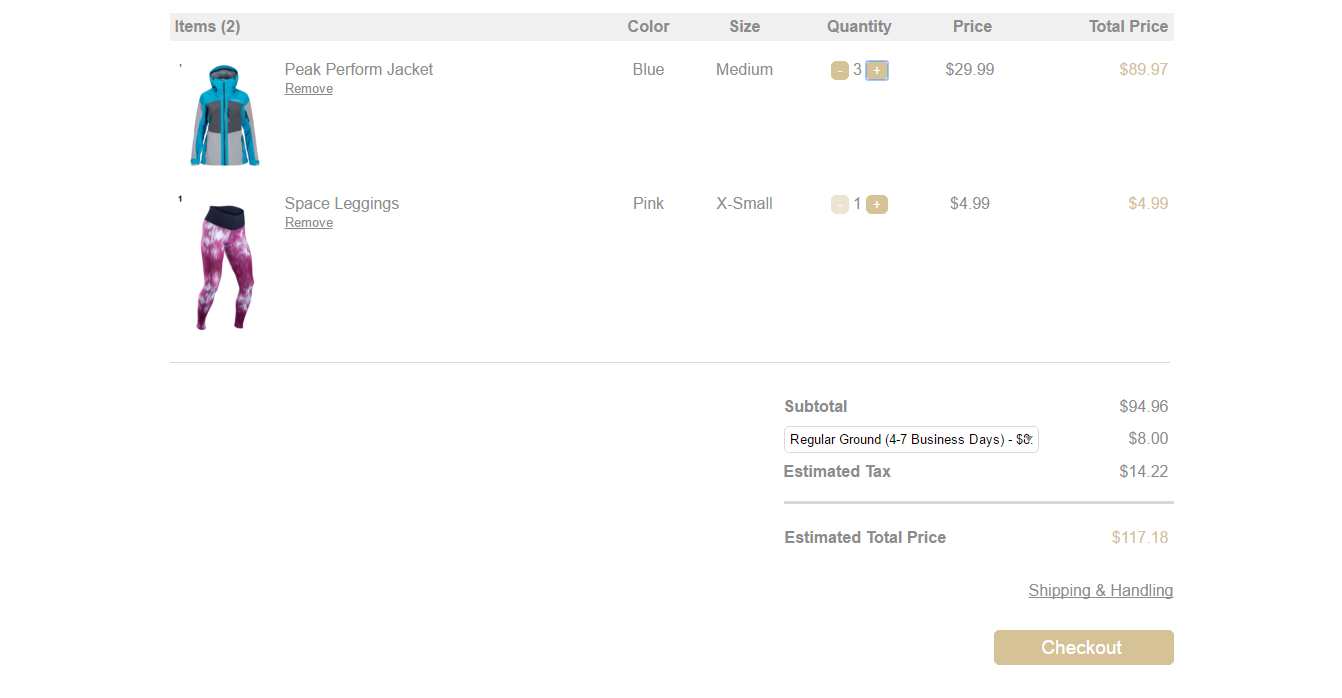 Items (2) Color Size Quantity Price Total Price
Peak Perform Jacket Blue Medium - 3 + $29.99 $89.97
Remove
Space Leggings Pink X-Small - 1 + $4.99 $4.99
Remove
Subtotal $94.96
Regular Ground (4-7 Business Days) - $8.00
Estimated Tax $14.22
Estimated Total Price $117.18
Shipping & Handling
Checkout